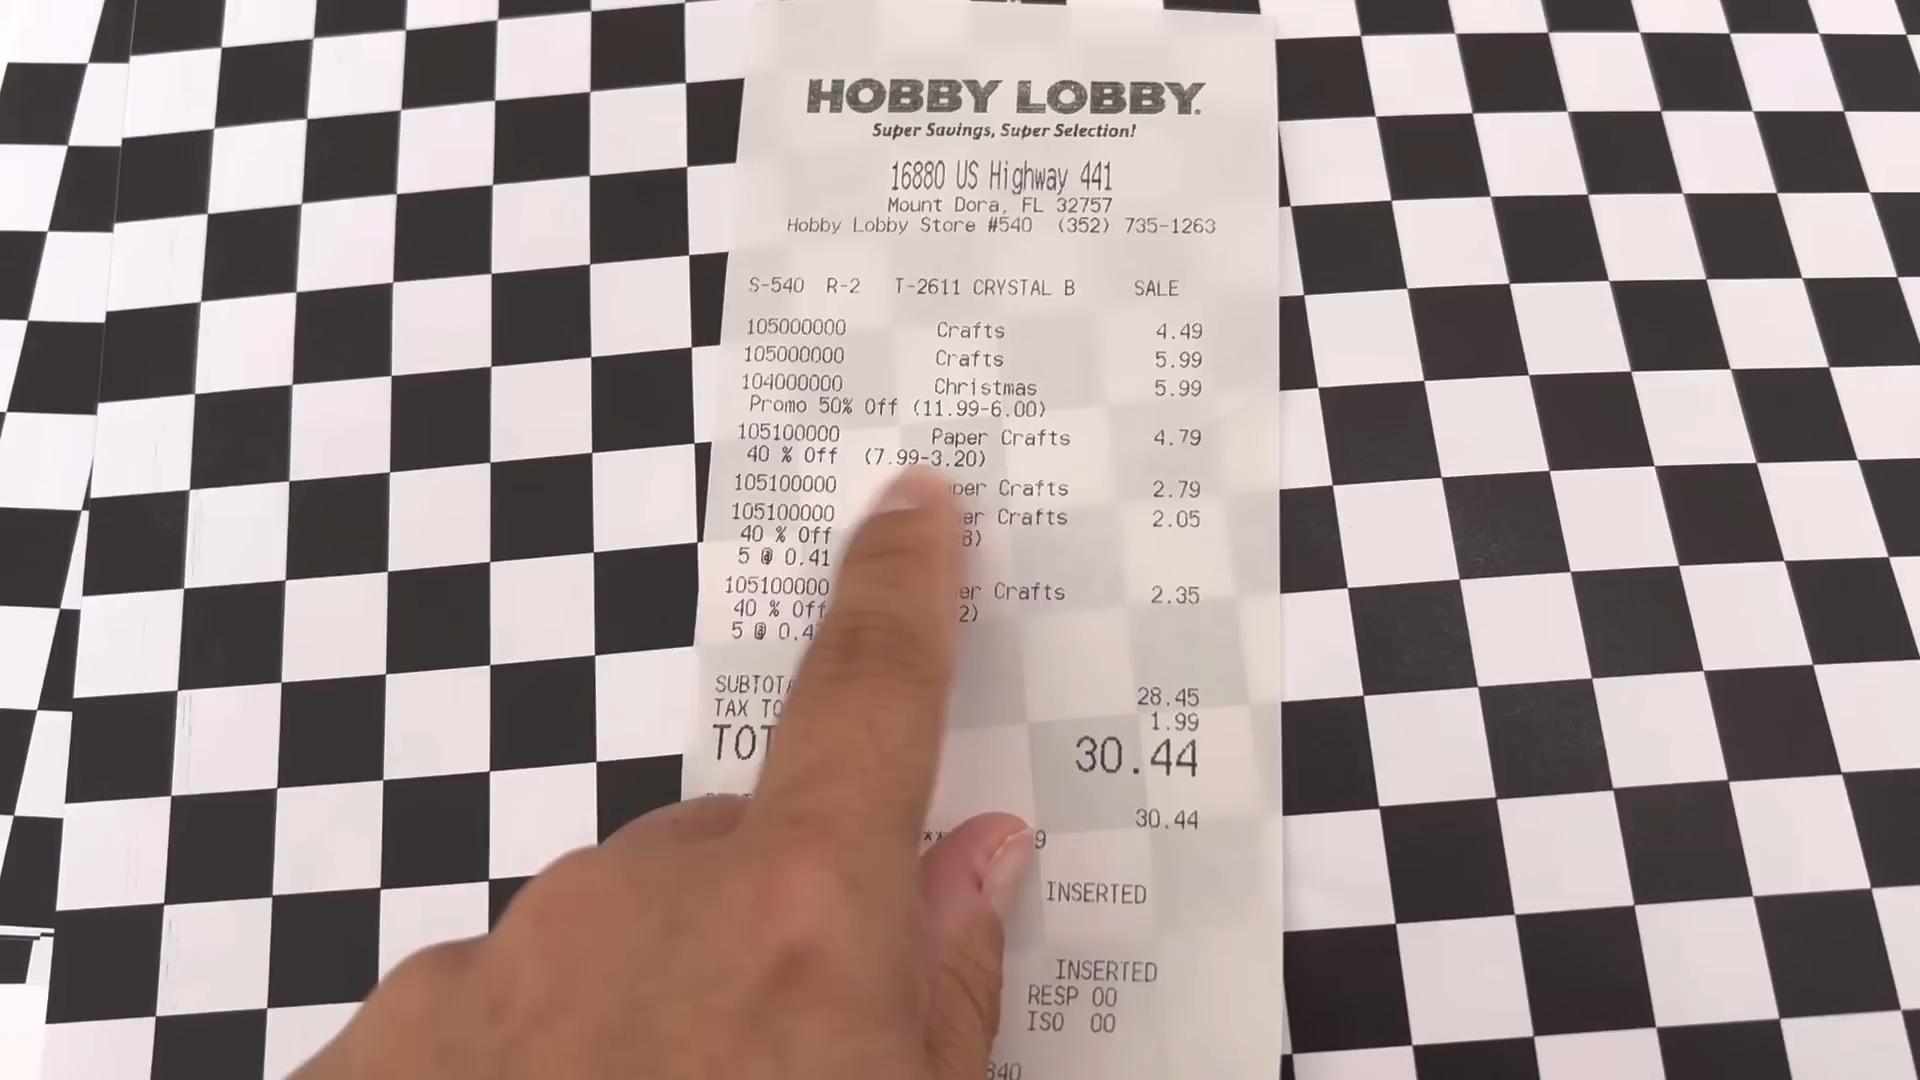 HOBBY LOBBY.
Super Savings, Super Selection!
16880 US Highway 441
Mount Dora, FL 32757
Hobby Lobby Store #540 (352) 735-1263
S-540 R-2 T-2611 CRYSTAL B SALE
105000000 Crafts 4.49
105000000 Crafts 5.99
104000000 Christmas 5.99
Promo 50% Off (11.99-6.00)
105100000 Paper Crafts 4.79
40 % Off (7.99-3.20)
105100000 Crafts 2.79
105100000 Crafts 2.05
40 % Off
5 @ 0.41
105100000 Crafts 2.35
40 % Off
5 @
28.45
TAX 1.99
30.44
30.44
INSERTED
INSERTED
RESP 00
ISO 00